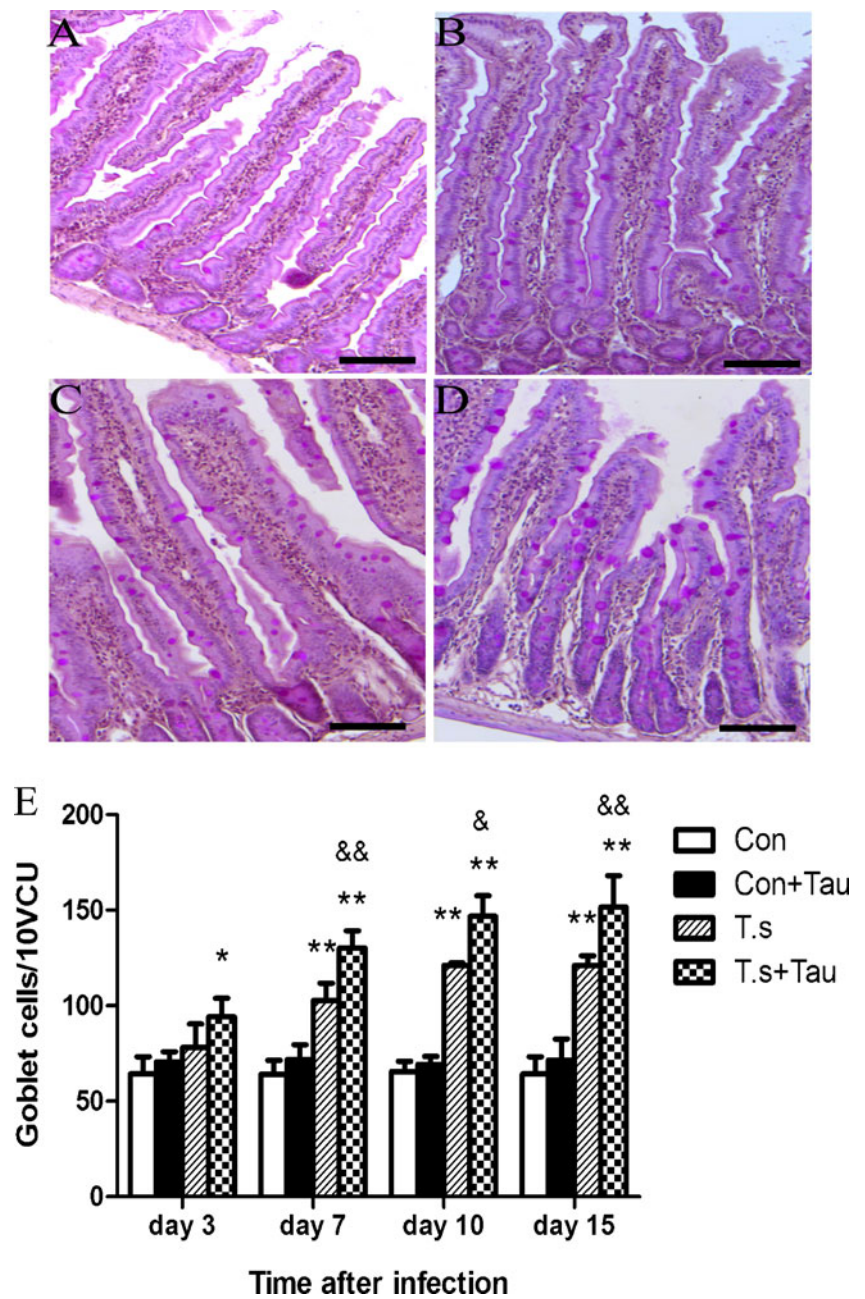 A
B
C
D
E
Goblet cells/10VCU
200
150
100
50
0
*
**
**
&&
**
**
&
**
**
&&
day 3
day 7
day 10
day 15
Time after infection
Con
Con+Tau
T.s
T.s+Tau